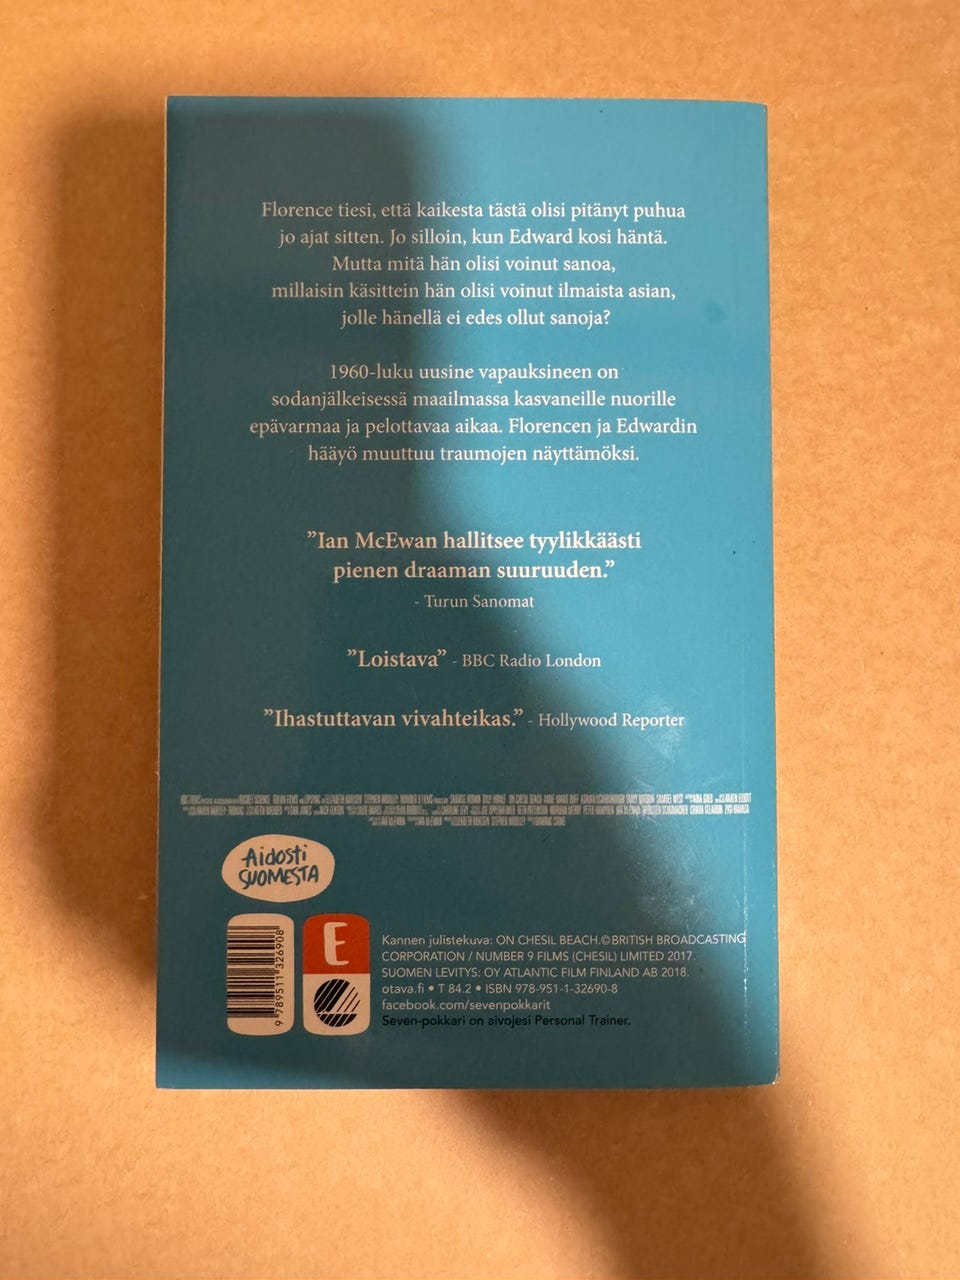 Florence tiesi, että kaikesta tästä olisi pitänyt puhua
jo ajat sitten. Jo silloin, kun Edward kosi häntä.
Mutta mitä hän olisi voinut sanoa,
millaisin käsittein hän olisi voinut ilmaista asian,
jolle hänellä ei edes ollut sanoja?
1960-luku uusine vapauksineen on
sodanjälkeisessä maailmassa kasvaneille nuorille
epävarmaa ja pelottavaa aikaa. Florencen ja Edwardin
hääyö muuttuu traumojen näyttämöksi.
”Ian McEwan hallitsee tyylikkäästi
pienen draaman suuruuden.”
- Turun Sanomat
”Loistava” - BBC Radio London
”Ihastuttavan vivahteikas.” - Hollywood Reporter
Aidosti
SUOMESTA
9 789511 326908
E
Kannen julistekuva: ON CHESIL BEACH.©BRITISH BROADCASTING
CORPORATION / NUMBER 9 FILMS (CHESIL) LIMITED 2017.
SUOMEN LEVITYS: OY ATLANTIC FILM FINLAND AB 2018.
otava.fi • T 84.2 • ISBN 978-951-1-32690-8
facebook.com/sevenpokkarit
Seven-pokkari on aivojesi Personal Trainer.